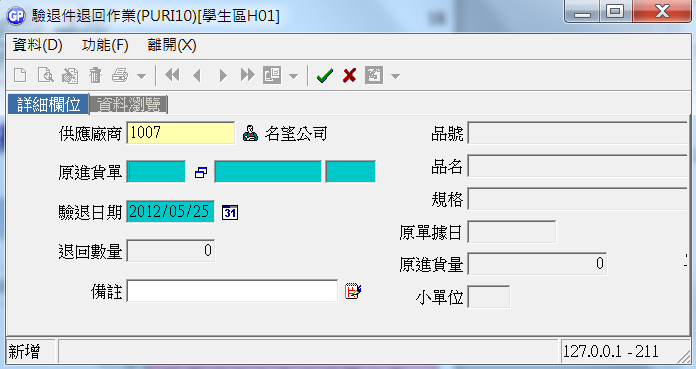 GP 驗退件退回作業(PURI10)[學生區H01]
資料(D) 功能(F) 離開(X)
詳細欄位 資料瀏覽
供應廠商 1007 名望公司 品號
原進貨單 品名
規格
驗退日期 2012/05/25 31 原單據日
退回數量 0 原進貨量 0
備註 小單位
新增 127.0.0.1 - 211